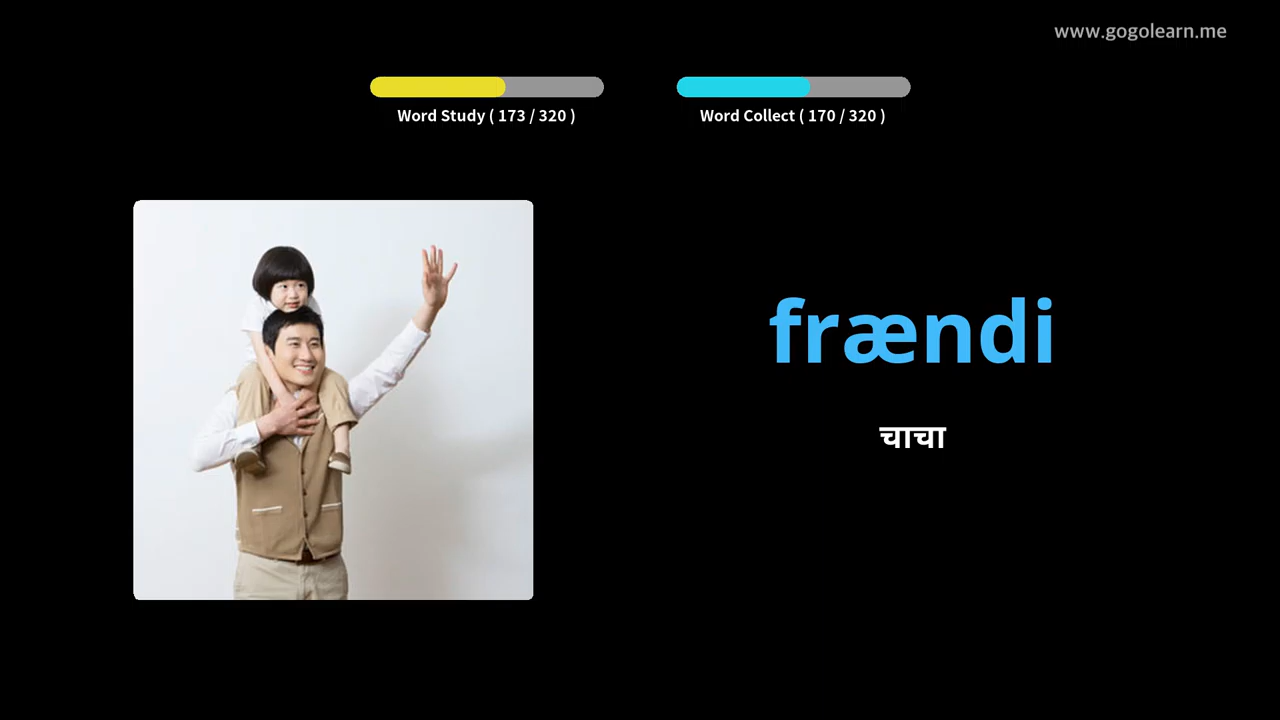 www.gogolearn.me
Word Study ( 173 / 320 )
Word Collect ( 170 / 320 )
frændi
चाचा